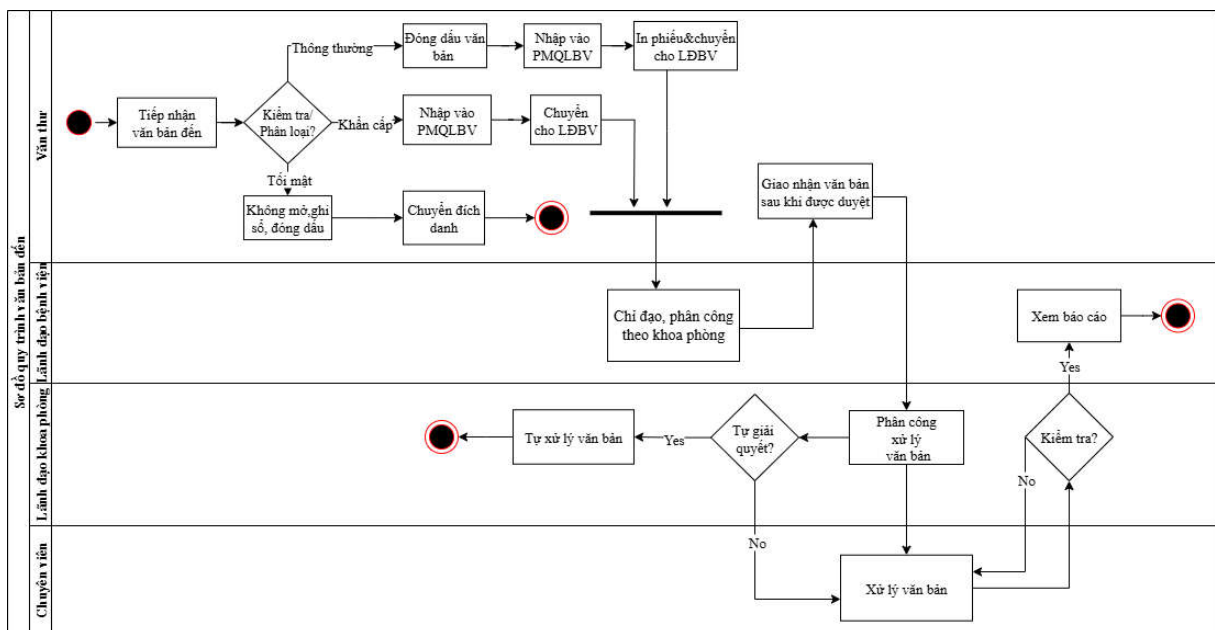 Sơ đồ quy trình văn bản đến
Văn thư
Lãnh đạo bệnh viện
Lãnh đạo khoa phòng
Chuyên viên
Tiếp nhận
văn bản đến
Kiểm tra/
Phân loại?
Thông thường
Đóng dấu văn
bản
Nhập vào
PMQLBV
In phiếu&chuyển
cho LĐBV
Khẩn cấp
Nhập vào
PMQLBV
Chuyển
cho LĐBV
Tối mật
Không mở,ghi
số, đóng dấu
Chuyển đích
danh
Giao nhận văn bản
sau khi được duyệt
Chỉ đạo, phân công
theo khoa phòng
Xem báo cáo
Yes
Tự xử lý văn bản
Yes
Tự giải
quyết?
Phân công
xử lý
văn bản
Kiểm tra?
No
No
Xử lý văn bản